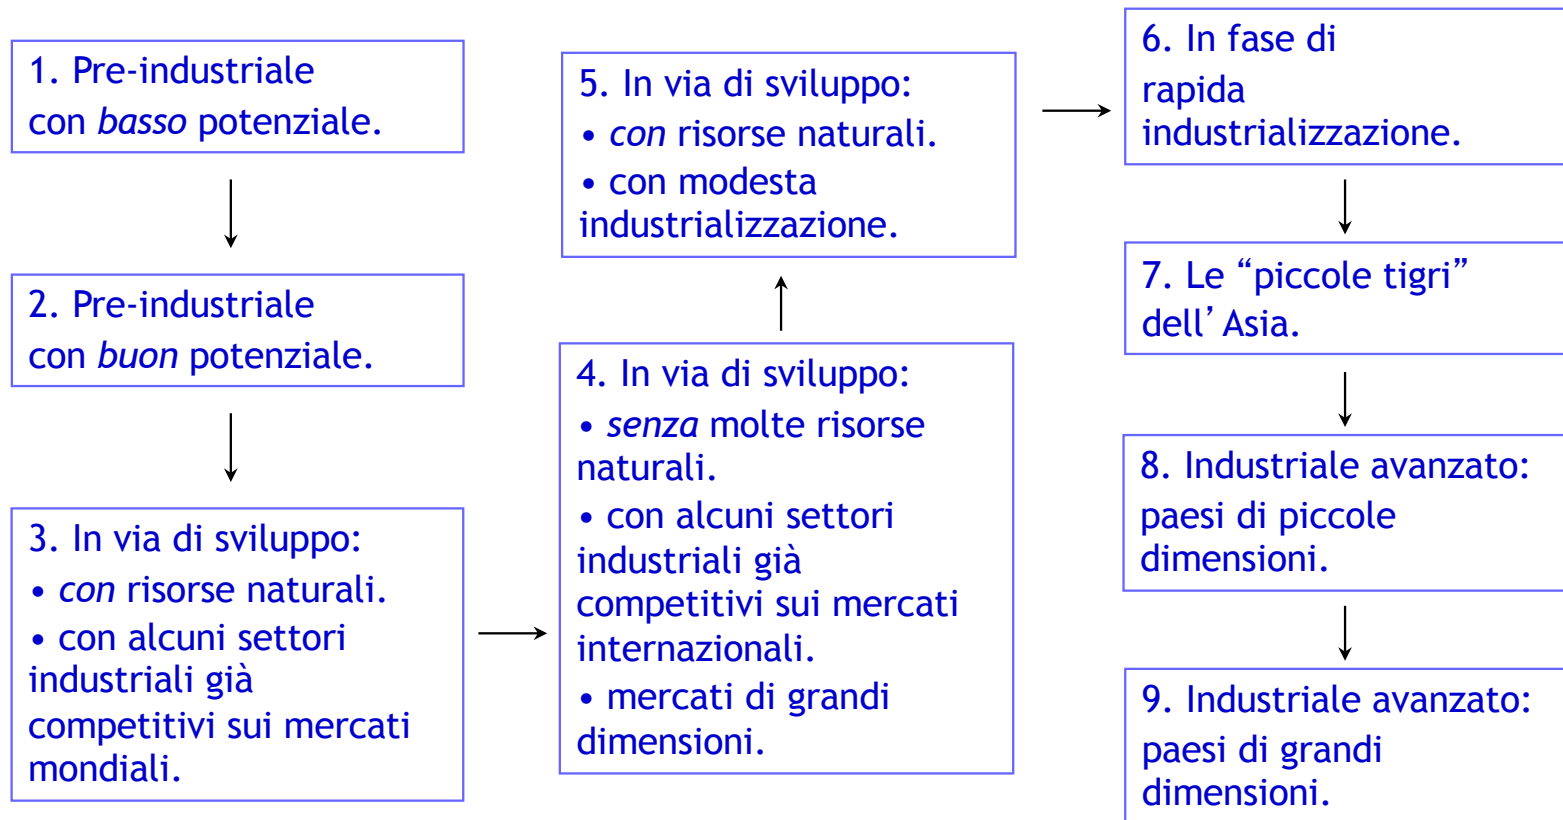 1. Pre-industriale
con basso potenziale.
2. Pre-industriale
con buon potenziale.
3. In via di sviluppo:
• con risorse naturali.
• con alcuni settori
industriali già
competitivi sui mercati
mondiali.
4. In via di sviluppo:
• senza molte risorse
naturali.
• con alcuni settori
industriali già
competitivi sui mercati
internazionali.
• mercati di grandi
dimensioni.
5. In via di sviluppo:
• con risorse naturali.
• con modesta
industrializzazione.
6. In fase di
rapida
industrializzazione.
7. Le “piccole tigri”
dell’Asia.
8. Industriale avanzato:
paesi di piccole
dimensioni.
9. Industriale avanzato:
paesi di grandi
dimensioni.